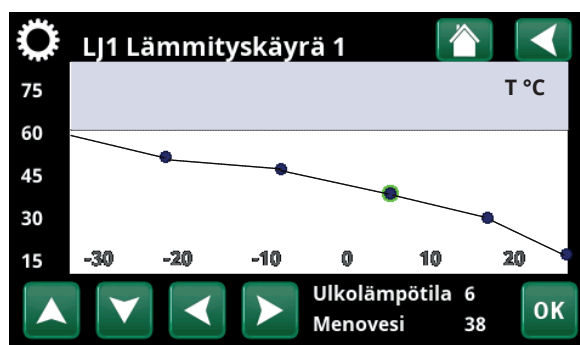 LJ1 Lämmityskäyrä 1
T °C
75
60
45
30
15
-30 -20 -10 0 10 20
Ulkolämpötila 6
Menovesi 38
OK